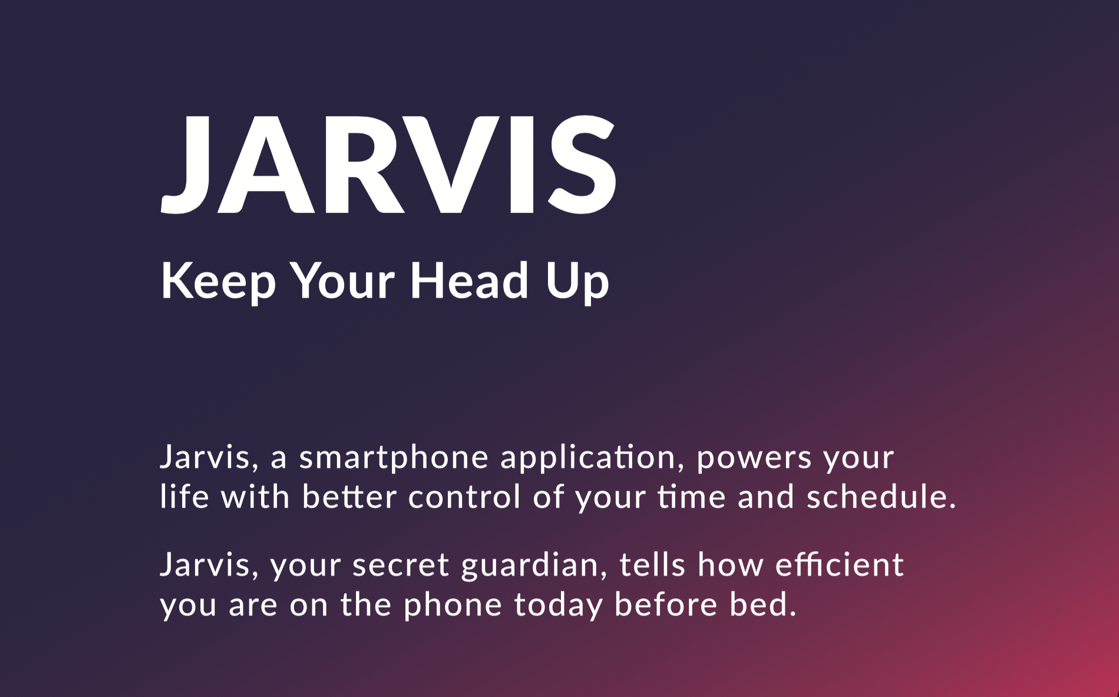 JARVIS
Keep Your Head Up
Jarvis, a smartphone application, powers your
life with better control of your time and schedule.
Jarvis, your secret guardian, tells how efficient
you are on the phone today before bed.